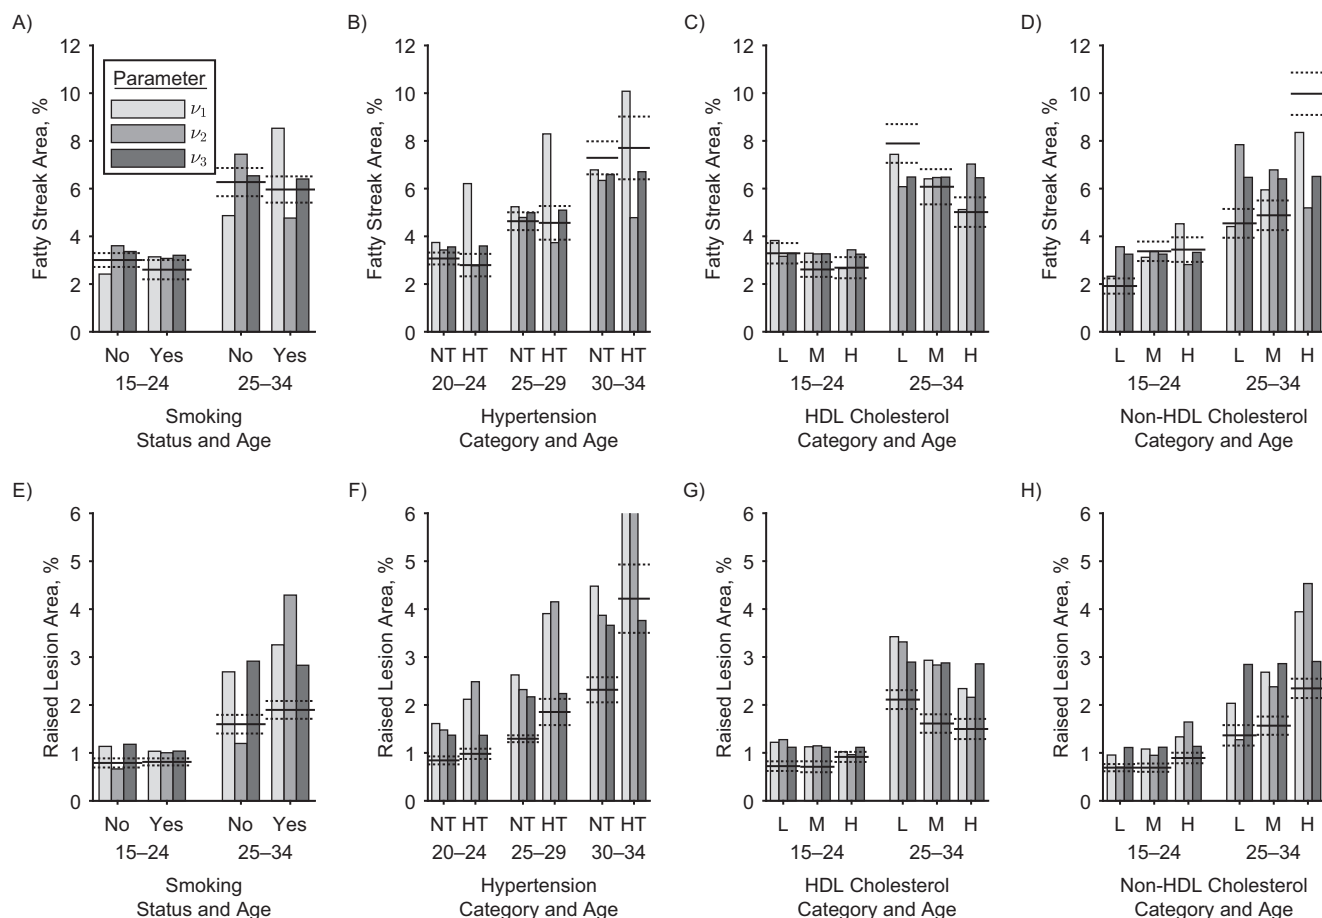 A)
Fatty Streak Area, %
12
10
8
6
4
2
0
Parameter
ν1
ν2
ν3
No Yes No Yes
15–24 25–34
Smoking
Status and Age
B)
Fatty Streak Area, %
12
10
8
6
4
2
0
NT HT NT HT NT HT
20–24 25–29 30–34
Hypertension
Category and Age
C)
Fatty Streak Area, %
12
10
8
6
4
2
0
L M H L M H
15–24 25–34
HDL Cholesterol
Category and Age
D)
Fatty Streak Area, %
12
10
8
6
4
2
0
L M H L M H
15–24 25–34
Non-HDL Cholesterol
Category and Age
E)
Raised Lesion Area, %
6
5
4
3
2
1
0
No Yes No Yes
15–24 25–34
Smoking
Status and Age
F)
Raised Lesion Area, %
6
5
4
3
2
1
0
NT HT NT HT NT HT
20–24 25–29 30–34
Hypertension
Category and Age
G)
Raised Lesion Area, %
6
5
4
3
2
1
0
L M H L M H
15–24 25–34
HDL Cholesterol
Category and Age
H)
Raised Lesion Area, %
6
5
4
3
2
1
0
L M H L M H
15–24 25–34
Non-HDL Cholesterol
Category and Age